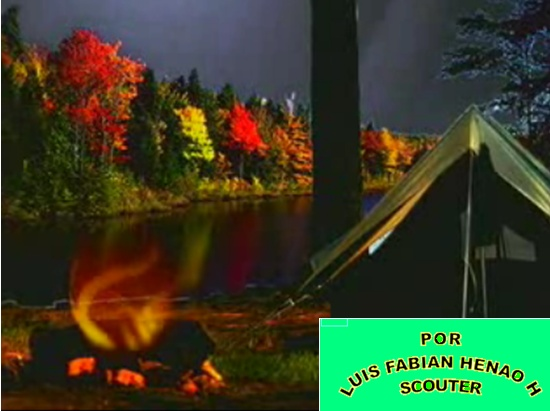 POR
LUIS FABIAN HENAO H
SCOUTER